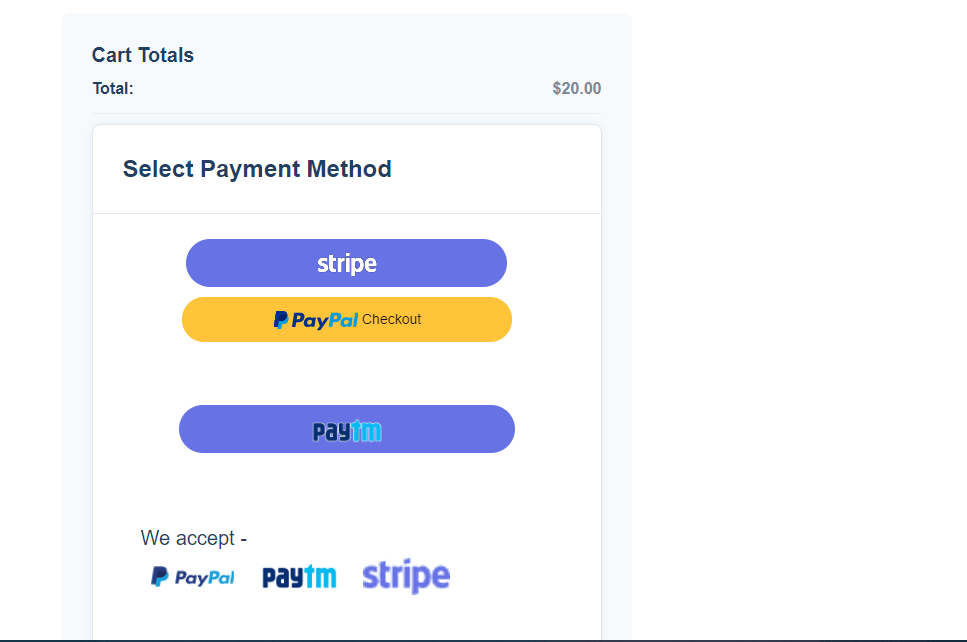 Cart Totals
Total: $20.00
Select Payment Method
stripe
PayPal Checkout
paytm
We accept -
PayPal paytm stripe